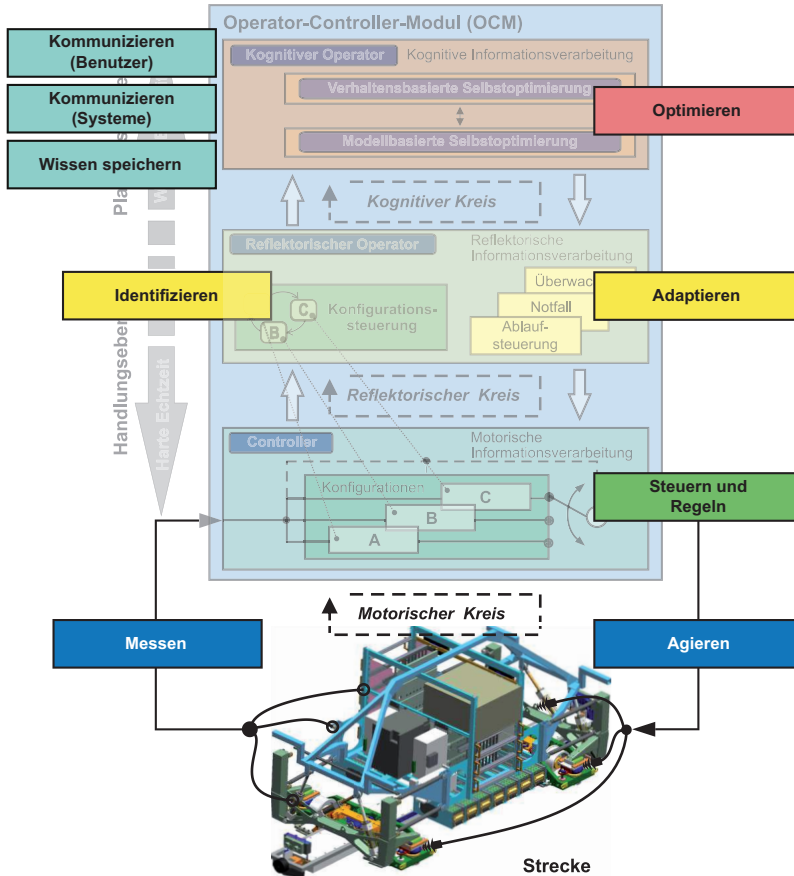 Operator-Controller-Modul (OCM)
Kommunizieren
(Benutzer)
Kognitiver Operator
Kognitive Informationsverarbeitung
Verhaltensbasierte Selbstoptimierung
Kommunizieren
(Systeme)
Optimieren
Modellbasierte Selbstoptimierung
Wissen speichern
Kognitiver Kreis
Reflektorischer Operator
Reflektorische
Informationsverarbeitung
Identifizieren
Konfigurations-
steuerung
C
B
Notfall
Ablauf-
steuerung
Adaptieren
Reflektorischer Kreis
Harte Echtzeit
Controller
Motorische
Informationsverarbeitung
Konfigurationen
C
B
A
Steuern und
Regeln
Motorischer Kreis
Messen
Agieren
Strecke